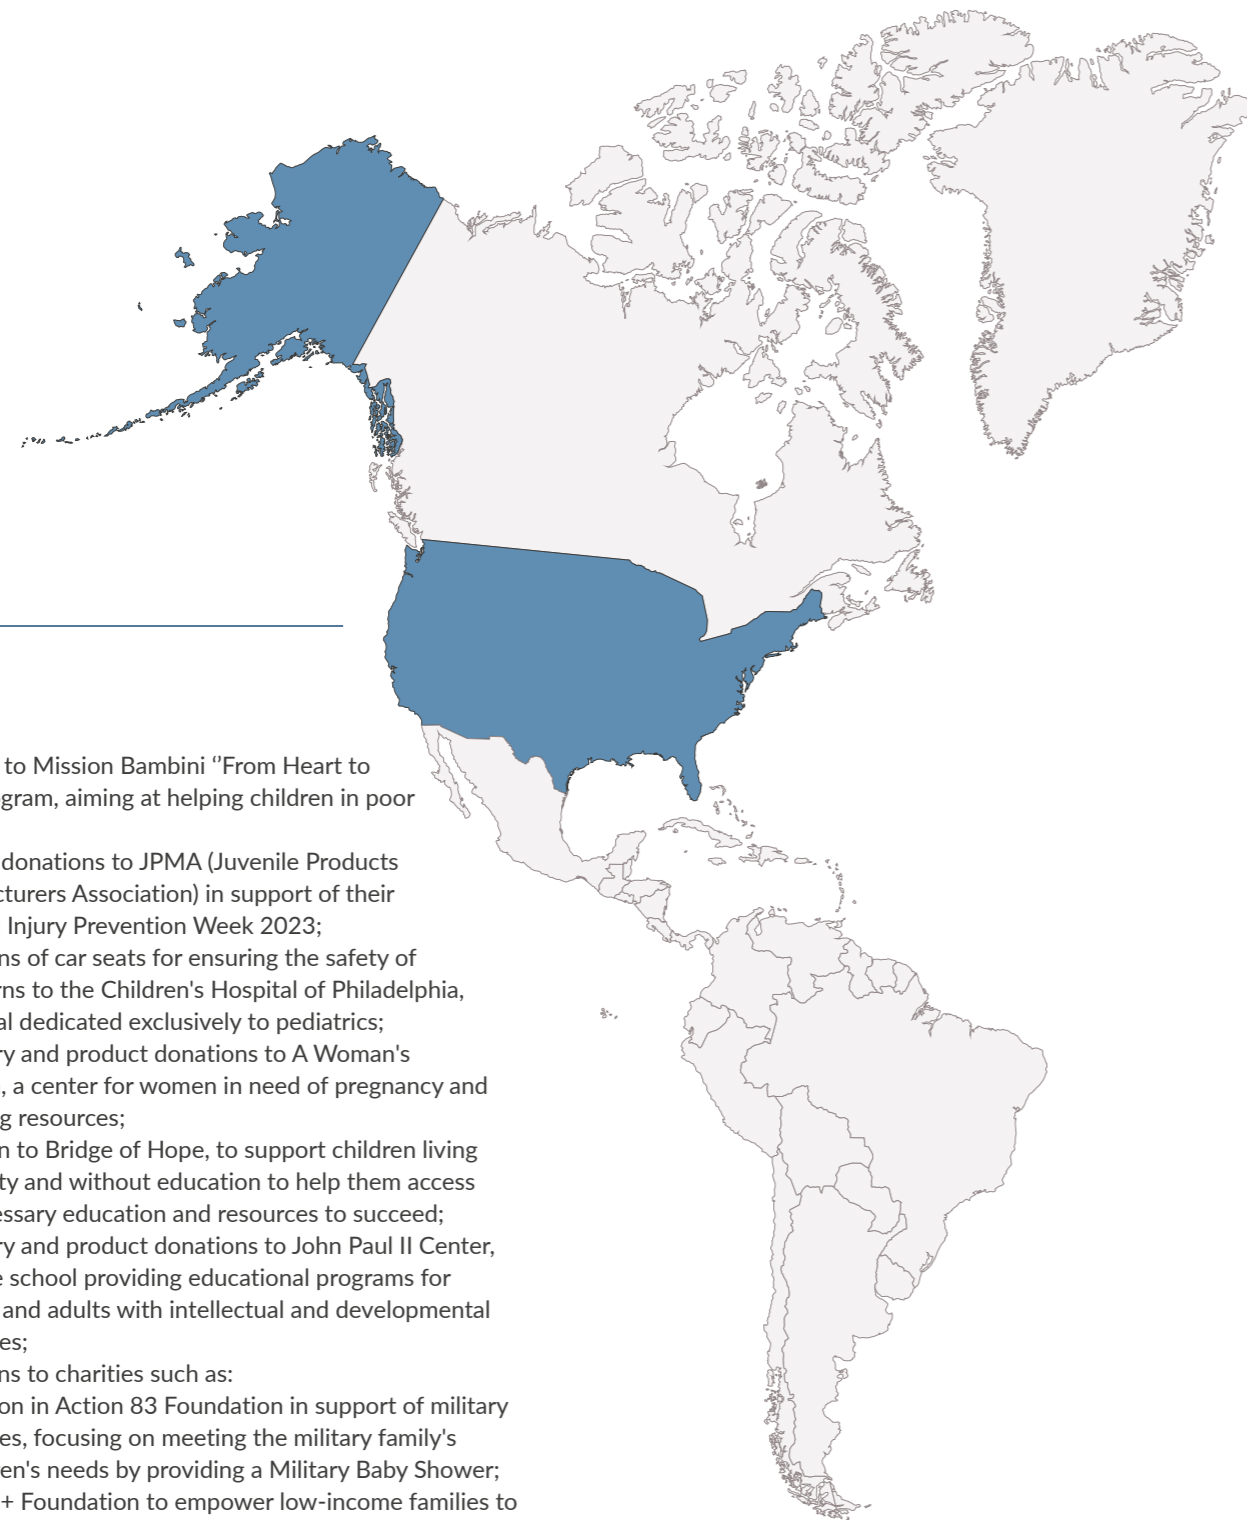 to Mission Bambini ‘’From Heart to
gram, aiming at helping children in poor
donations to JPMA (Juvenile Products
cturers Association) in support of their
Injury Prevention Week 2023;
ns of car seats for ensuring the safety of
rns to the Children's Hospital of Philadelphia,
al dedicated exclusively to pediatrics;
ry and product donations to A Woman's
, a center for women in need of pregnancy and
g resources;
n to Bridge of Hope, to support children living
ty and without education to help them access
essary education and resources to succeed;
ry and product donations to John Paul II Center,
e school providing educational programs for
and adults with intellectual and developmental
es;
ns to charities such as:
on in Action 83 Foundation in support of military
es, focusing on meeting the military family's
en's needs by providing a Military Baby Shower;
+ Foundation to empower low-income families to